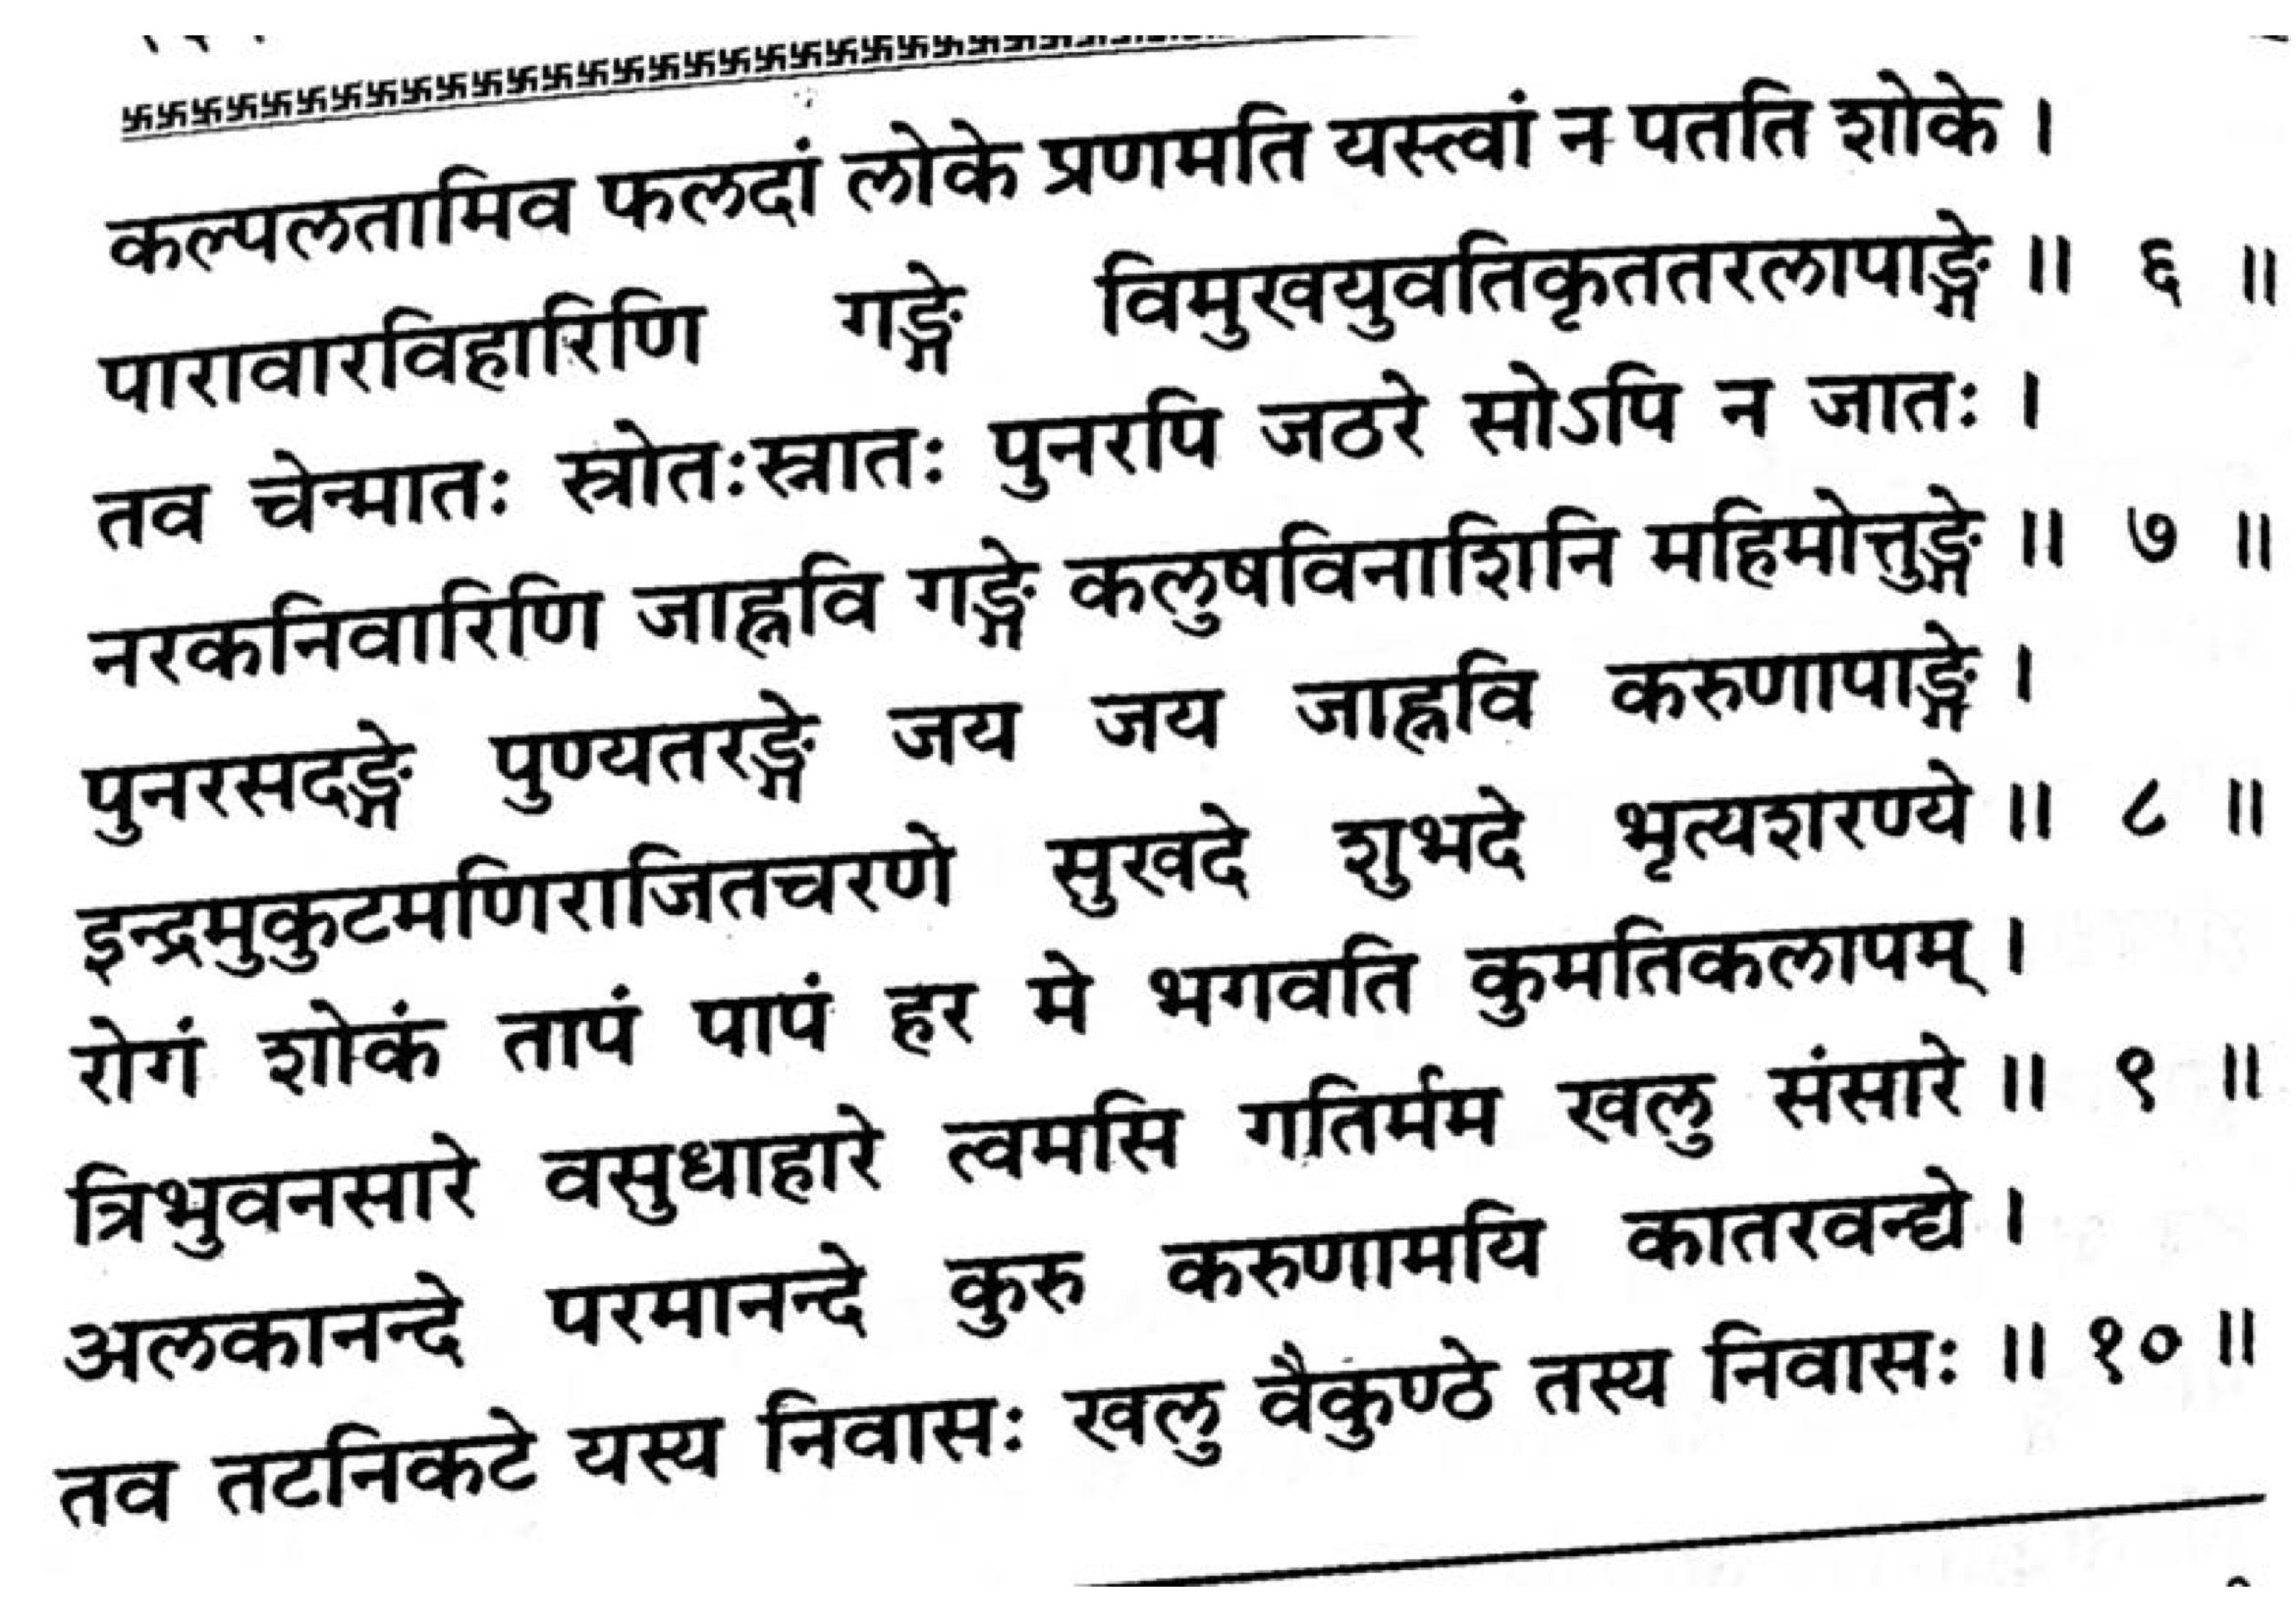 कल्पलतामिव फलदां लोके प्रणमति यस्त्वां न पतति शोके ।
पारावारविहारिणि गङ्गे विमुखयुवतिकृततरलापाङ्गे ॥ ६ ॥
तव चेन्मातः स्त्रोतःस्नातः पुनरपि जठरे सोऽपि न जातः ।
नरकनिवारिणि जाह्नवि गङ्गे कलुषविनाशिनि महिमोत्तुङ्गे ॥ ७ ॥
पुनरसदङ्गे पुण्यतरङ्गे जय जय जाह्नवि करुणापाङ्गे ।
इन्द्रमुकुटमणिराजितचरणे सुखदे शुभदे भृत्यशरण्ये ॥ ८ ॥
रोगं शोकं तापं पापं हर मे भगवति कुमतिकलापम् ।
त्रिभुवनसारे वसुधाहारे त्वमसि गतिर्मम खलु संसारे ॥ ९ ॥
अलकानन्दे परमानन्दे कुरु करुणामयि कातरवन्द्ये ।
तव तटनिकटे यस्य निवासः खलु वैकुण्ठे तस्य निवासः ॥ १० ॥